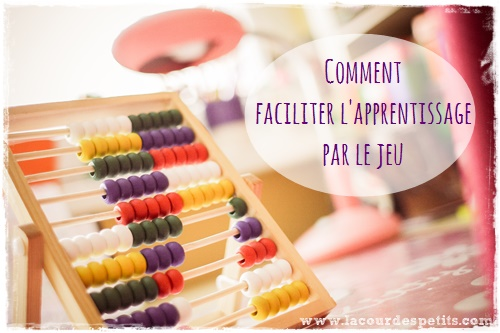 Comment
faciliter l'apprentissage
par le jeu
www.lacourdespetits.com